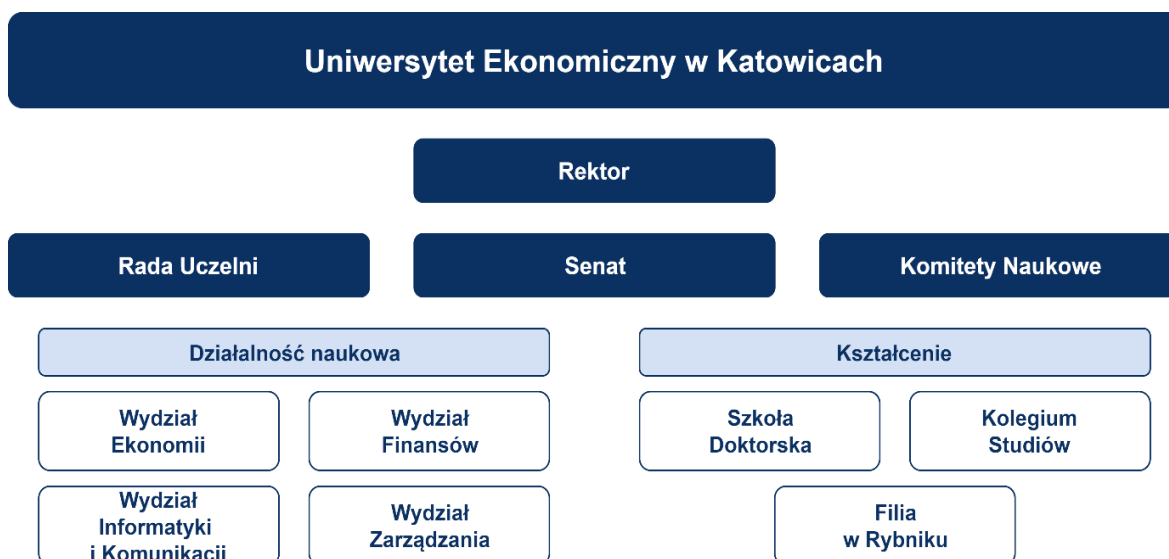 Uniwersytet Ekonomiczny w Katowicach
Rektor
Rada Uczelni
Senat
Komitety Naukowe
Działalność naukowa
Wydział
Ekonomii
Wydział
Finansów
Wydział
Informatyki
i Komunikacji
Wydział
Zarządzania
Kształcenie
Szkoła
Doktorska
Kolegium
Studiów
Filia
w Rybniku